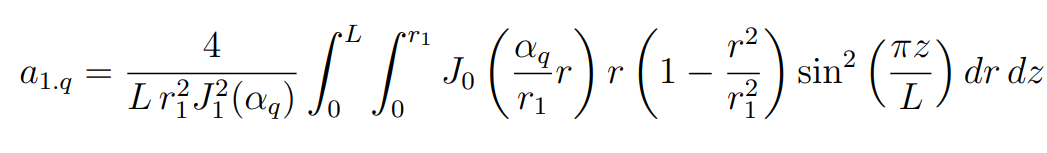 a_{1.q} = \frac{4}{L r_1^2 J_1^2(\alpha_q)} \int_0^L \int_0^{r_1} J_0 \left( \frac{\alpha_q}{r_1} r \right) r \left( 1 - \frac{r^2}{r_1^2} \right) \sin^2 \left( \frac{\pi z}{L} \right) dr \, dz